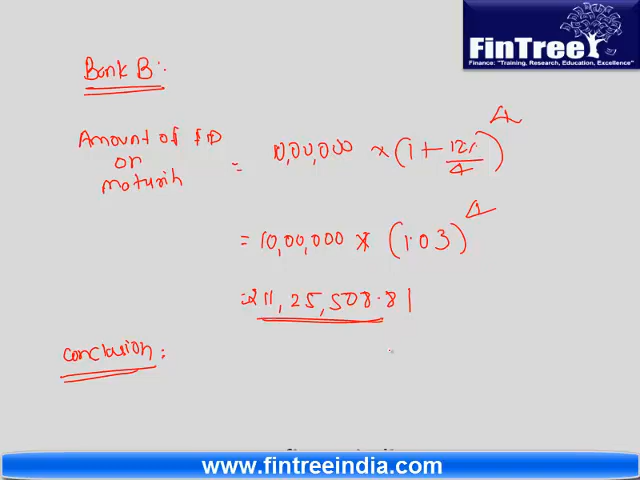 FinTree
Finance: "Training, Research, Education, Excellence"
Bank B:
Amount of FD
on
maturity
= 10,00,000 × (1 + 12% / 4)^4
= 10,00,000 × (1.03)^4
= 11,25,508.81
Conclusion:
www.fintreeindia.com